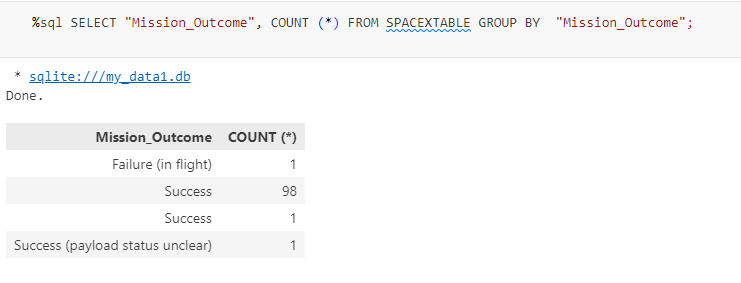 %sql SELECT "Mission_Outcome", COUNT (*) FROM SPACEXTABLE GROUP BY  "Mission_Outcome";
* sqlite:///my_data1.db
Done.
Mission_Outcome COUNT (*)
Failure (in flight) 1
Success 98
Success 1
Success (payload status unclear) 1